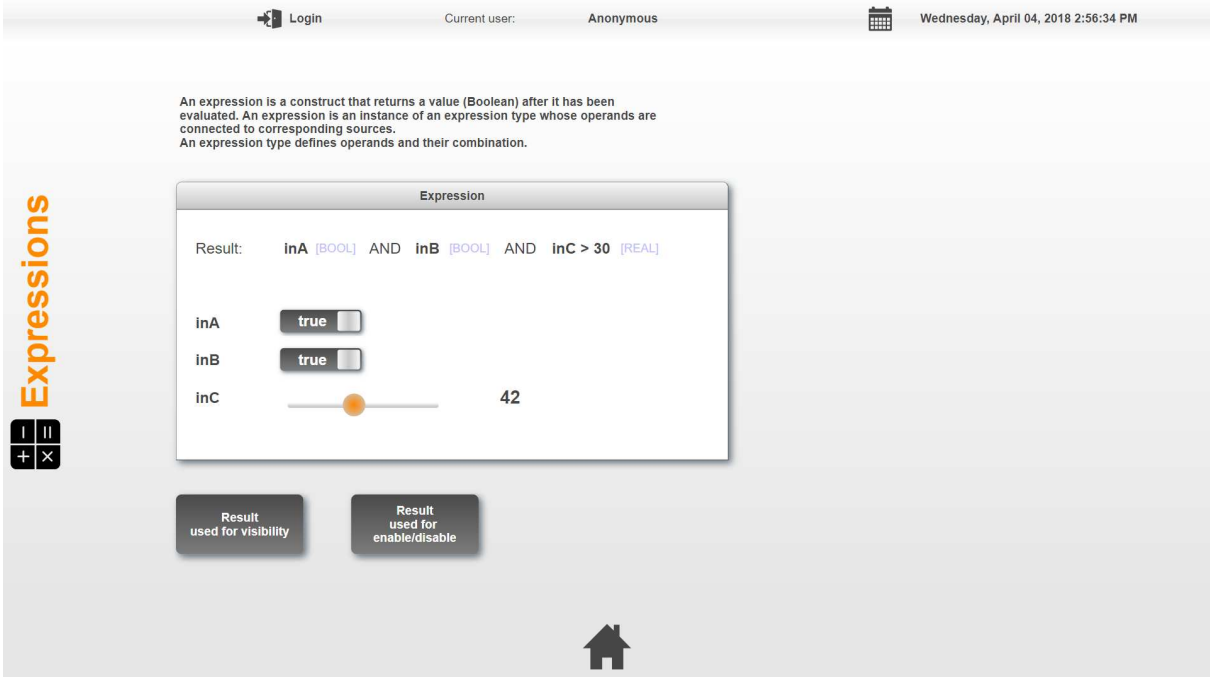 Login Current user: Anonymous Wednesday, April 04, 2018 2:56:34 PM
An expression is a construct that returns a value (Boolean) after it has been
evaluated. An expression is an instance of an expression type whose operands are
connected to corresponding sources.
An expression type defines operands and their combination.
Expressions
Expression
Result: inA [BOOL] AND inB [BOOL] AND inC > 30 [REAL]
inA true
inB true
inC 42
Result
used for visibility
Result
used for
enable/disable